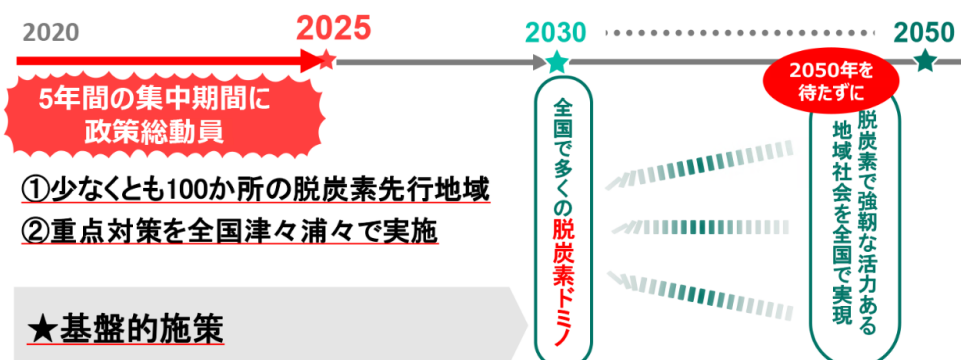 2020
2025
2030
2050
5年間の集中期間に
政策総動員
①少なくとも100か所の脱炭素先行地域
②重点対策を全国津々浦々で実施
★基盤的施策
全国で多くの脱炭素ドミノ
2050年を
待たずに
脱炭素で強靭な活力ある
地域社会を全国で実現